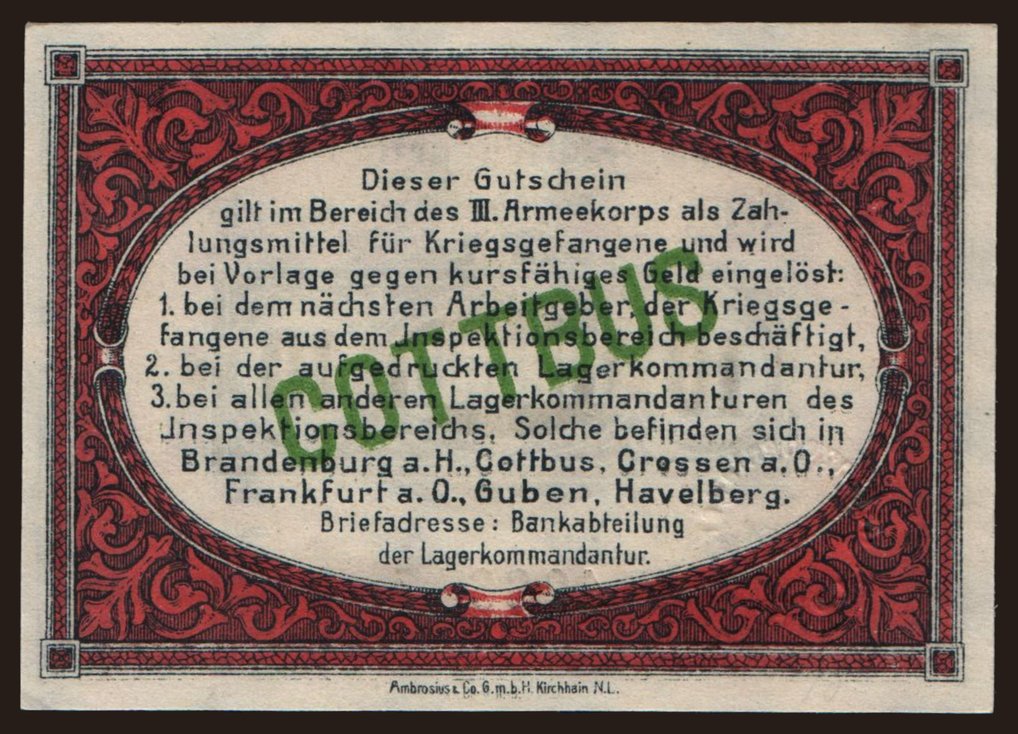 Dieser Gutschein
gilt im Bereich des III. Armeekorps als Zah-
lungsmittel für Kriegsgefangene und wird
bei Vorlage gegen kursfähiges Geld eingelöst:
1. bei dem nächsten Arbeitgeber, der Kriegsge-
fangene aus dem Jnspektionsbereich beschäftigt,
2. bei der aufgedruckten Lagerkommandantur,
3. bei allen anderen Lagerkommandanturen des
Jnspektionsbereichs. Solche befinden sich in
Brandenburg a. H., Cottbus, Crossen a. O.,
Frankfurt a. O., Guben, Havelberg.
Briefadresse: Bankabteilung
der Lagerkommandantur.
COTTBUS
Ambrosius & Co. G.m.b.H. Kirchhain N.L.